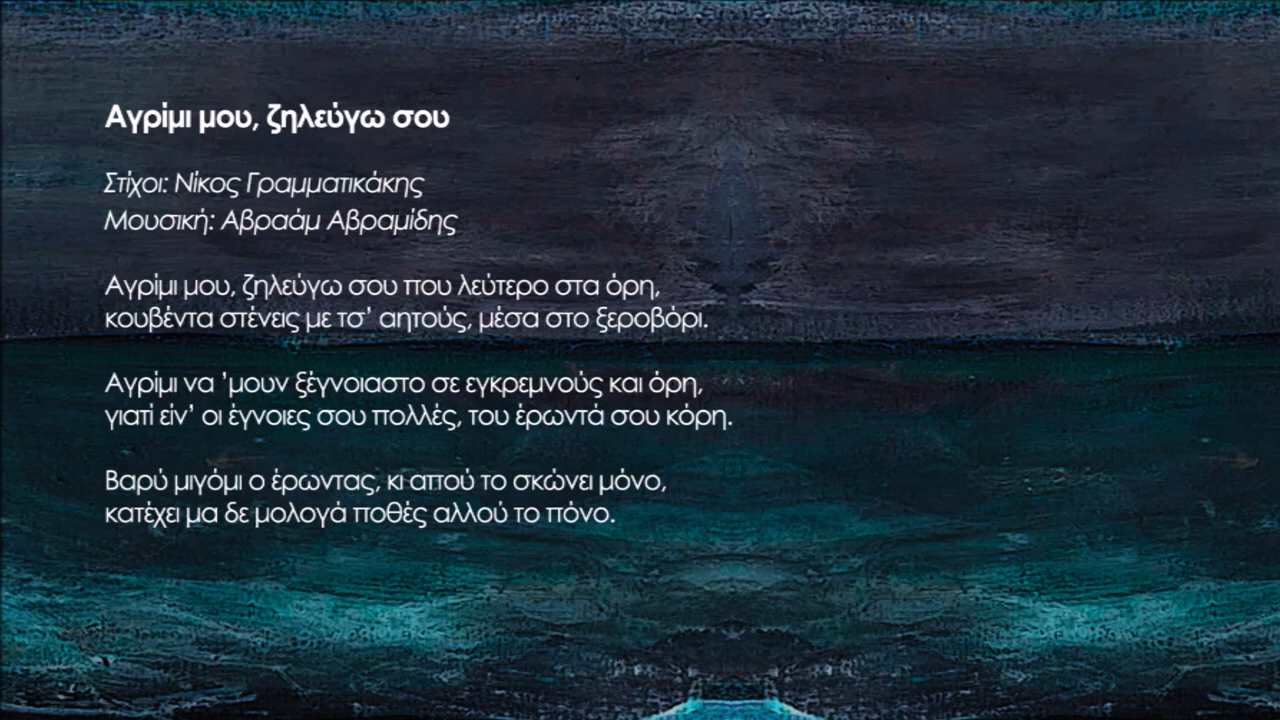 Αγρίμι μου, ζηλεύγω σου
Στίχοι: Νίκος Γραμματικάκης
Μουσική: Αβραάμ Αβραμίδης
Αγρίμι μου, ζηλεύγω σου που λεύτερο στα όρη,
κουβέντα στένεις με τσ’ αητούς, μέσα στο ξεροβόρι.
Αγρίμι να ’μουν ξέγνοιαστο σε εγκρεμνούς και όρη,
γιατί είν’ οι έγνοιες σου πολλές, του έρωντά σου κόρη.
Βαρύ μιγόμι ο έρωντας, κι απού το σκώνει μόνο,
κατέχει μα δε μολογά ποθές αλλού το πόνο.